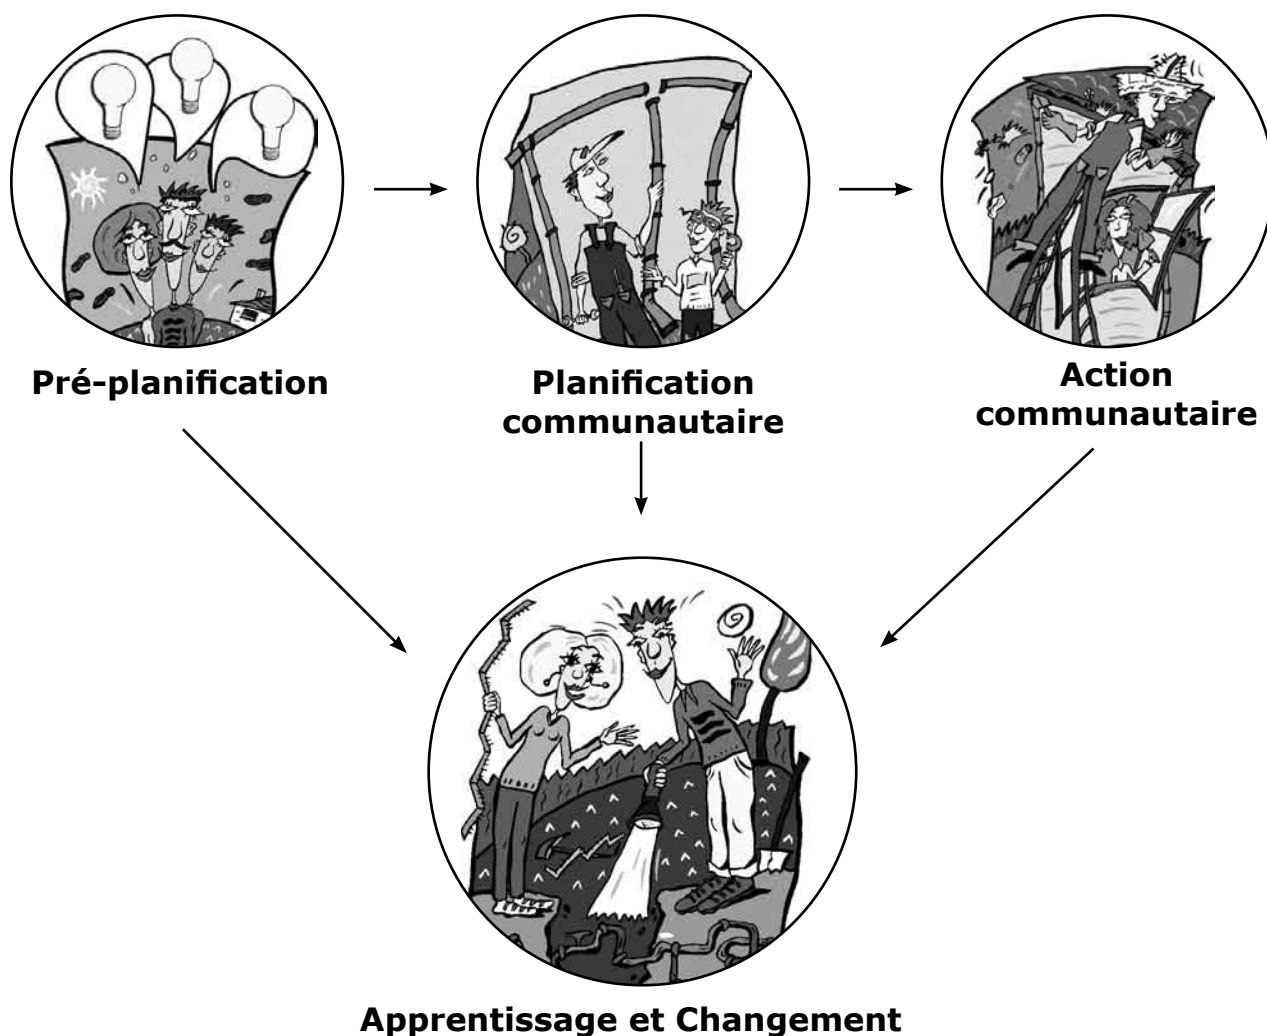 Pré-planification
Planification
communautaire
Action
communautaire
Apprentissage et Changement